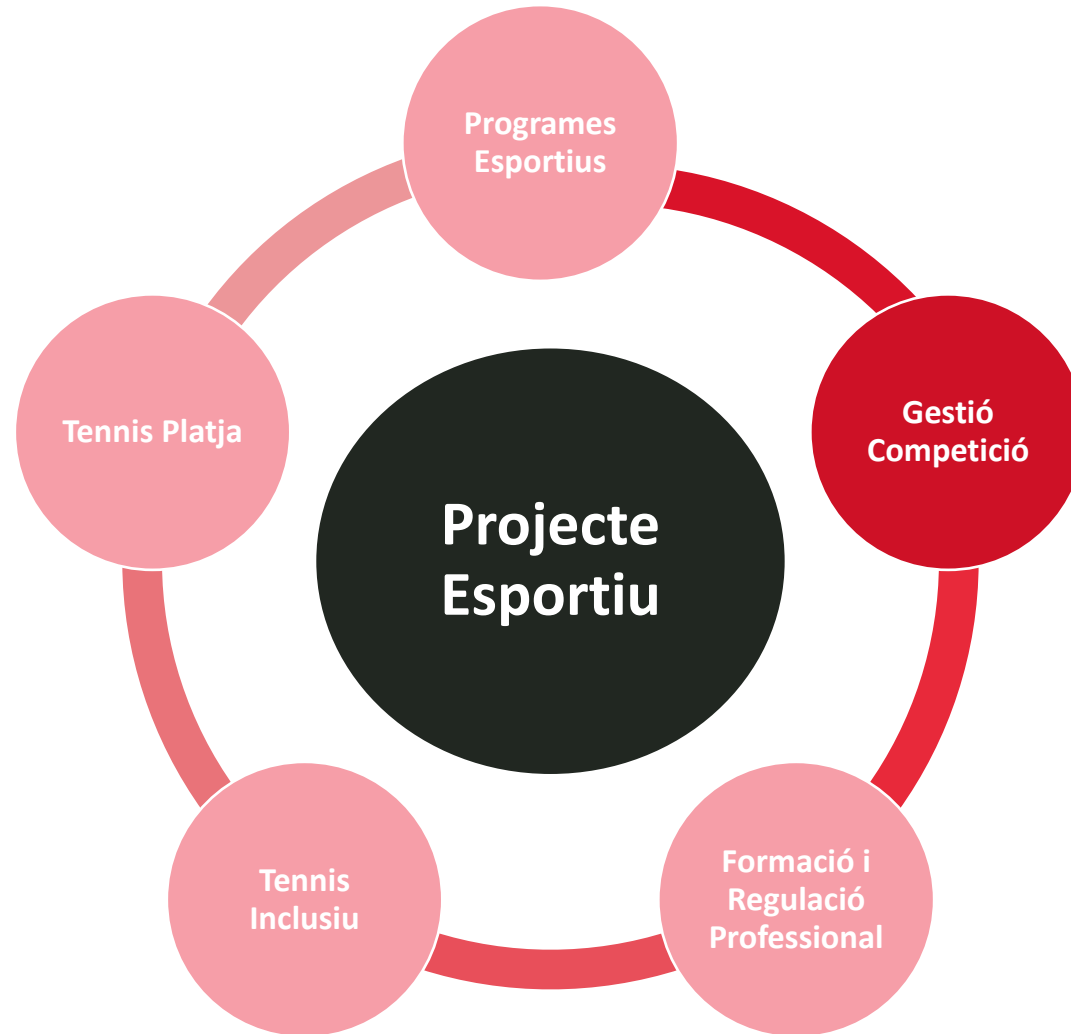 Programes
Esportius
Gestió
Competició
Formació i
Regulació
Professional
Tennis
Inclusiu
Tennis Platja
Projecte
Esportiu